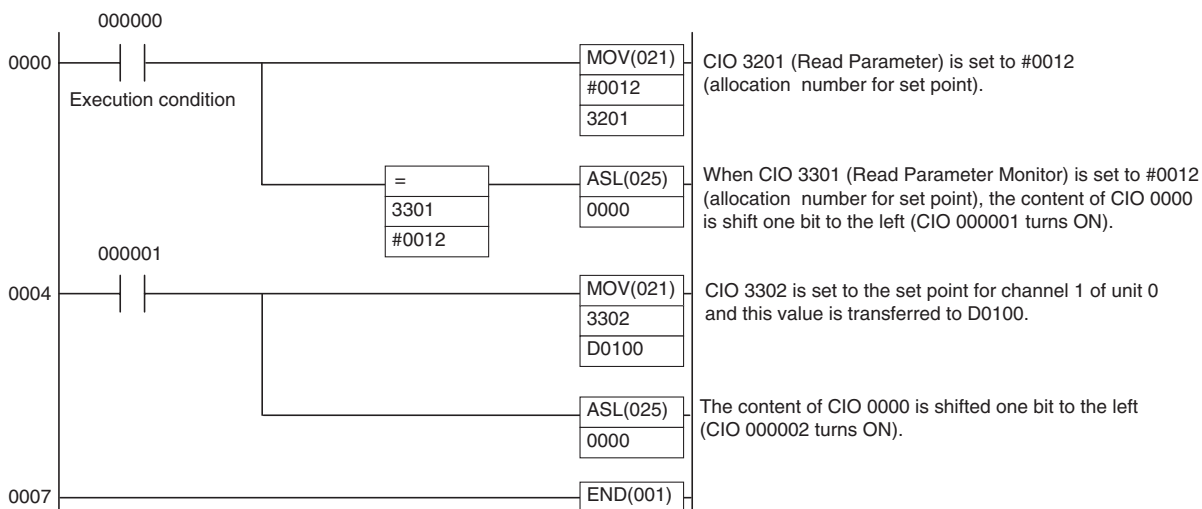 000000
0000
Execution condition
MOV(021)
#0012
3201
CIO 3201 (Read Parameter) is set to #0012
(allocation number for set point).
=
3301
#0012
ASL(025)
0000
When CIO 3301 (Read Parameter Monitor) is set to #0012
(allocation number for set point), the content of CIO 0000
is shift one bit to the left (CIO 000001 turns ON).
000001
0004
MOV(021)
3302
D0100
CIO 3302 is set to the set point for channel 1 of unit 0
and this value is transferred to D0100.
ASL(025)
0000
The content of CIO 0000 is shifted one bit to the left
(CIO 000002 turns ON).
0007
END(001)